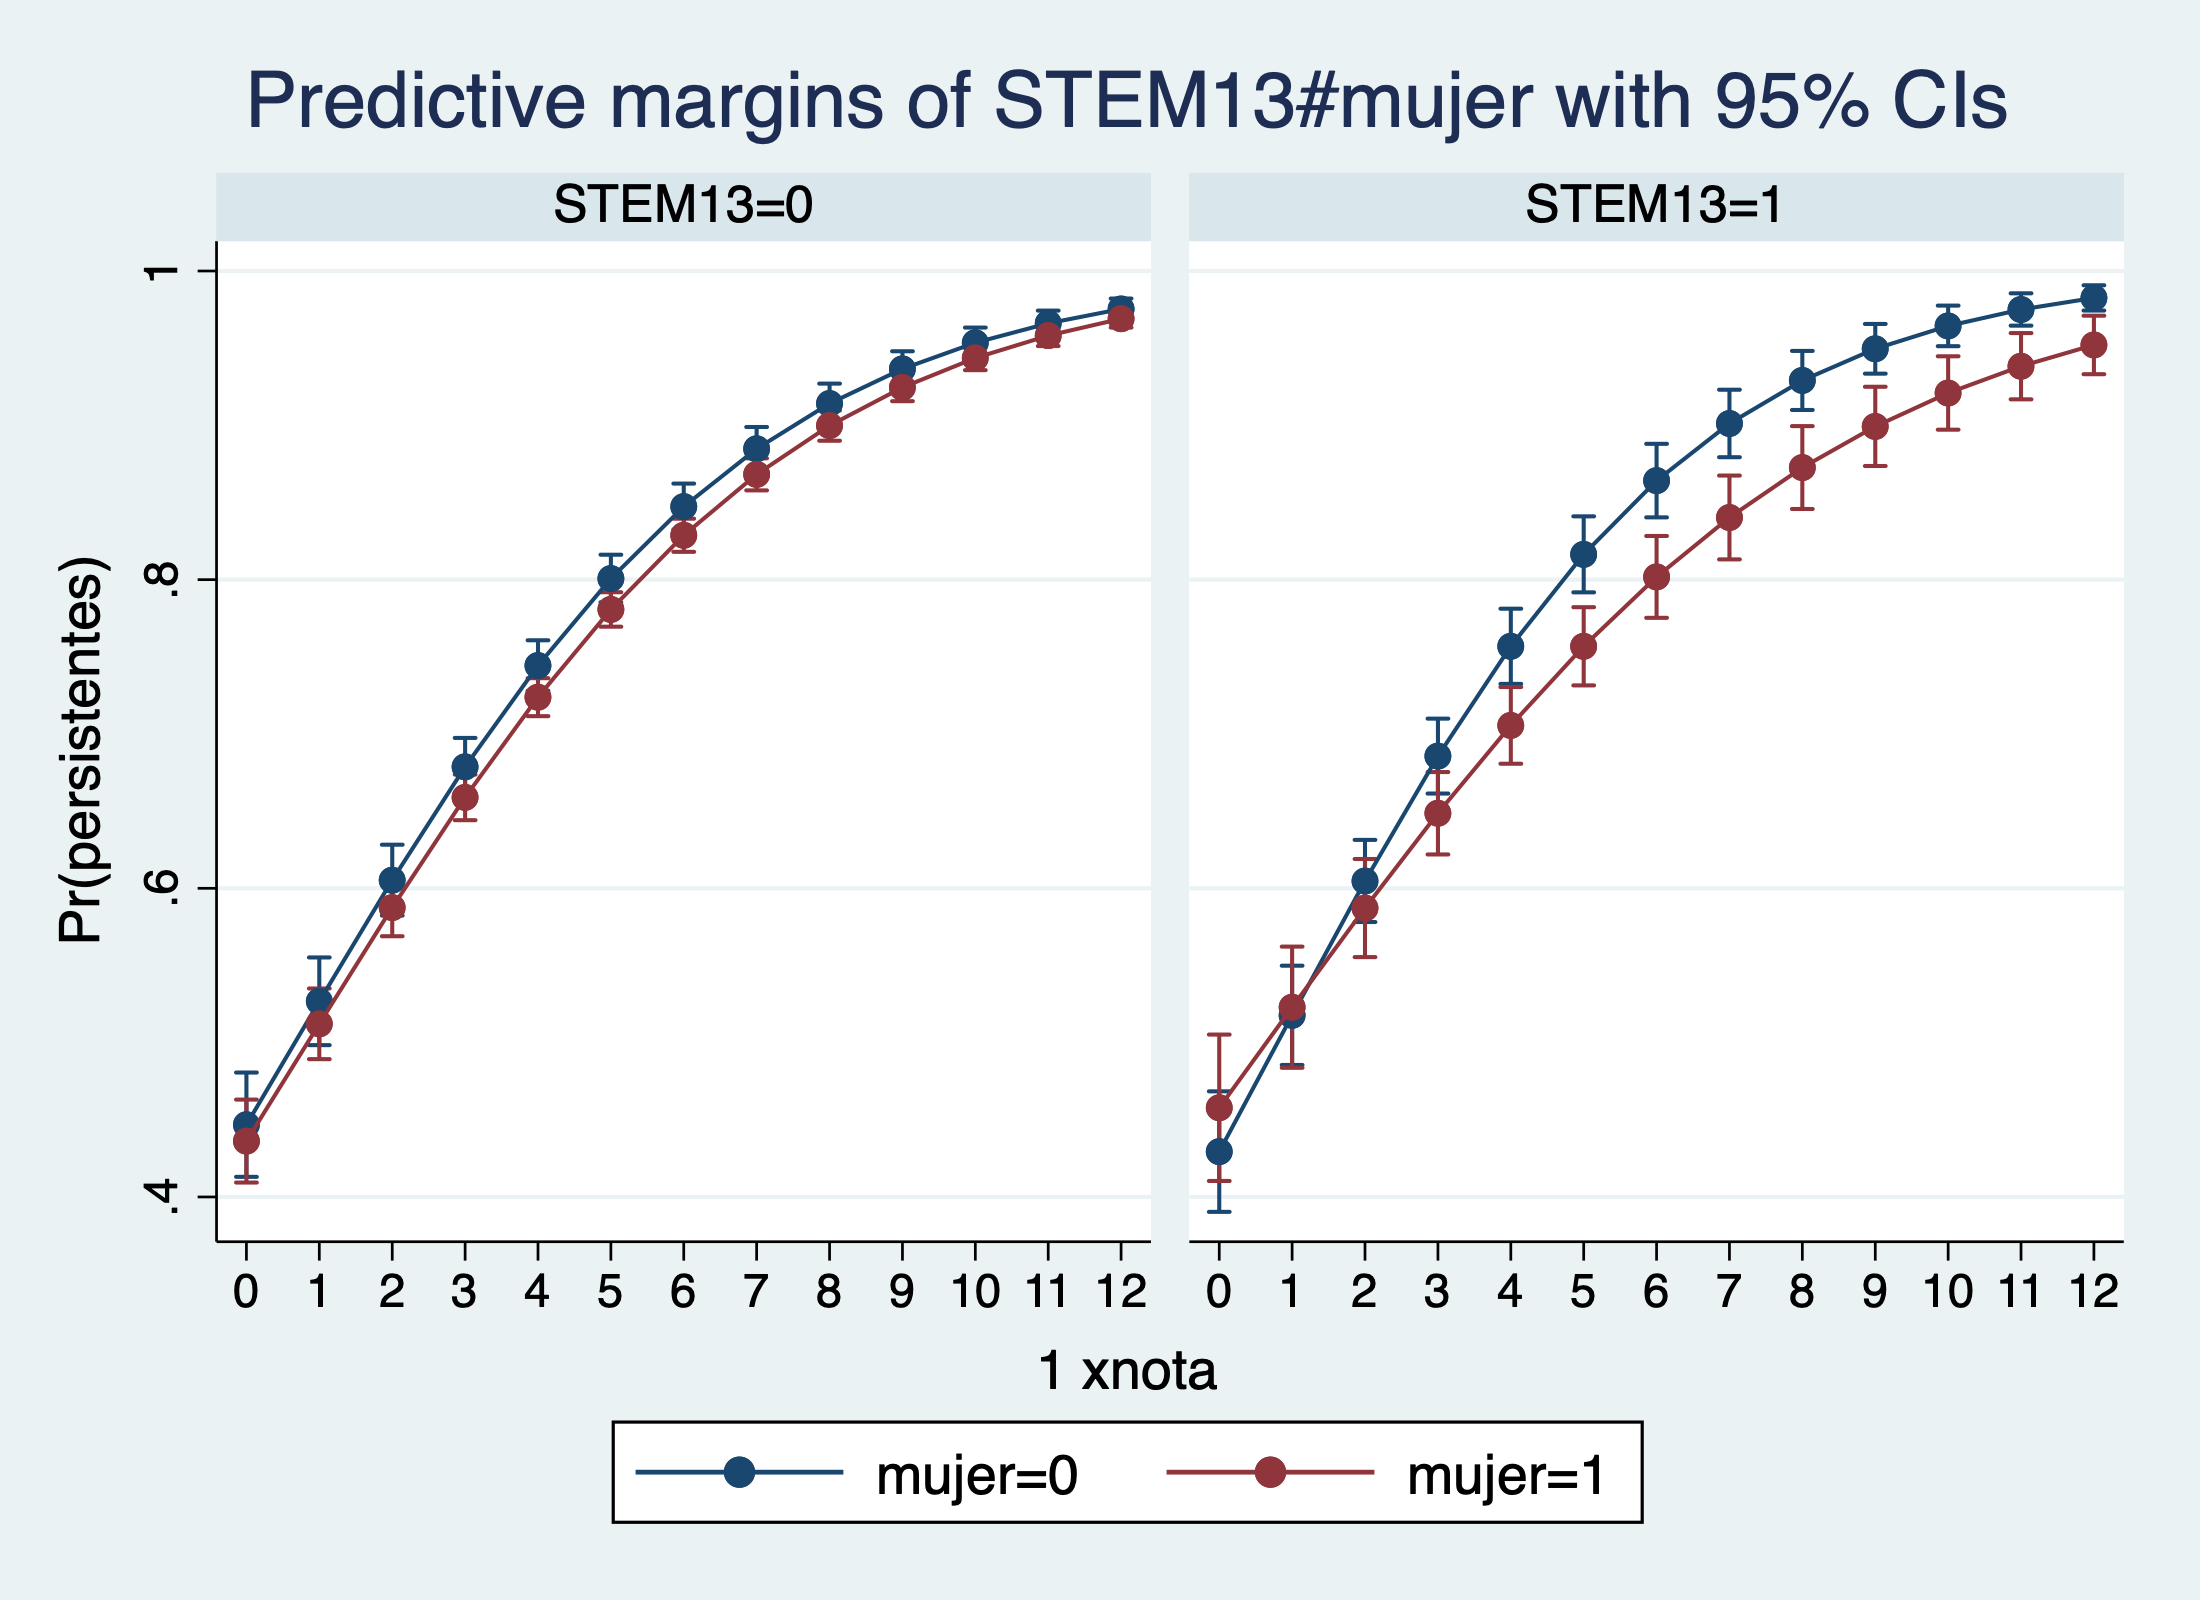 Predictive margins of STEM13#mujer with 95% CIs
STEM13=0
STEM13=1
Pr(persistentes)
1
.8
.6
.4
0 1 2 3 4 5 6 7 8 9 10 11 12
0 1 2 3 4 5 6 7 8 9 10 11 12
1 xnota
mujer=0
mujer=1